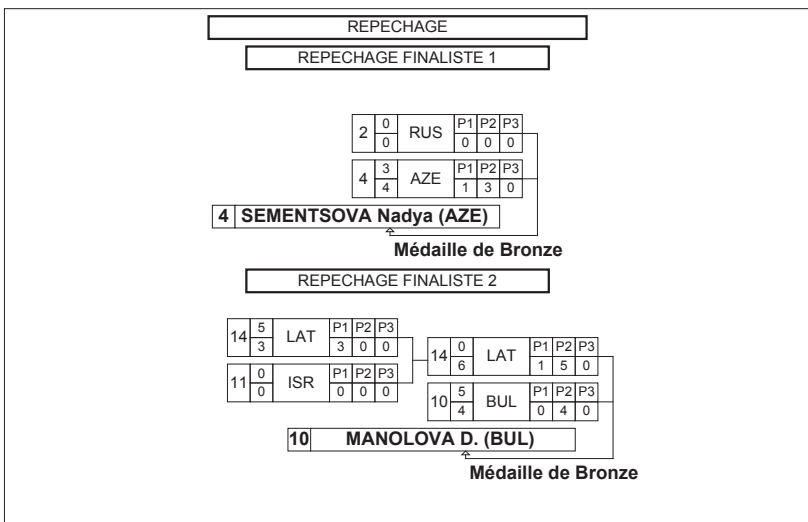 REPECHAGE
REPECHAGE FINALISTE 1
2 0 0 RUS P1 P2 P3 0 0 0
4 3 4 AZE P1 P2 P3 1 3 0
4 SEMENTSOVA Nadya (AZE)
Médaille de Bronze
REPECHAGE FINALISTE 2
14 5 3 LAT P1 P2 P3 3 0 0
11 0 0 ISR P1 P2 P3 0 0 0
14 0 6 LAT P1 P2 P3 1 5 0
10 5 4 BUL P1 P2 P3 0 4 0
10 MANOLOVA D. (BUL)
Médaille de Bronze